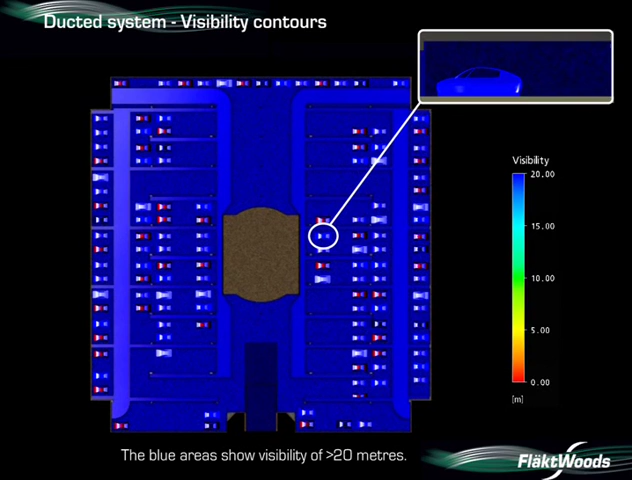 Ducted system - Visibility contours
Visibility
20.00
15.00
10.00
5.00
0.00
[m]
The blue areas show visibility of >20 metres.
FläktWoods